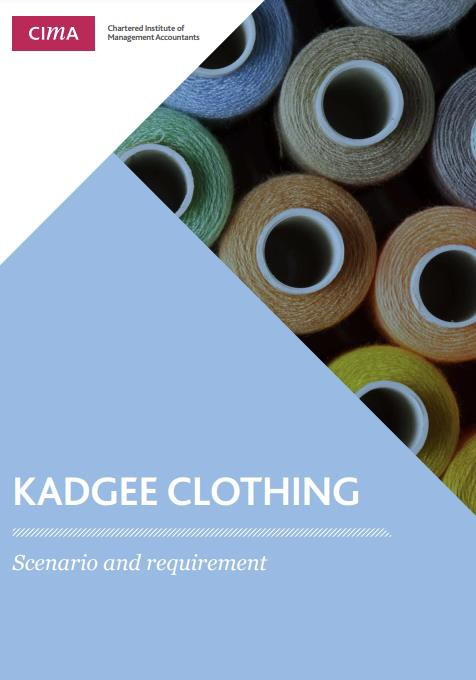 CIMA
Chartered Institute of
Management Accountants
KADGEE CLOTHING
Scenario and requirement